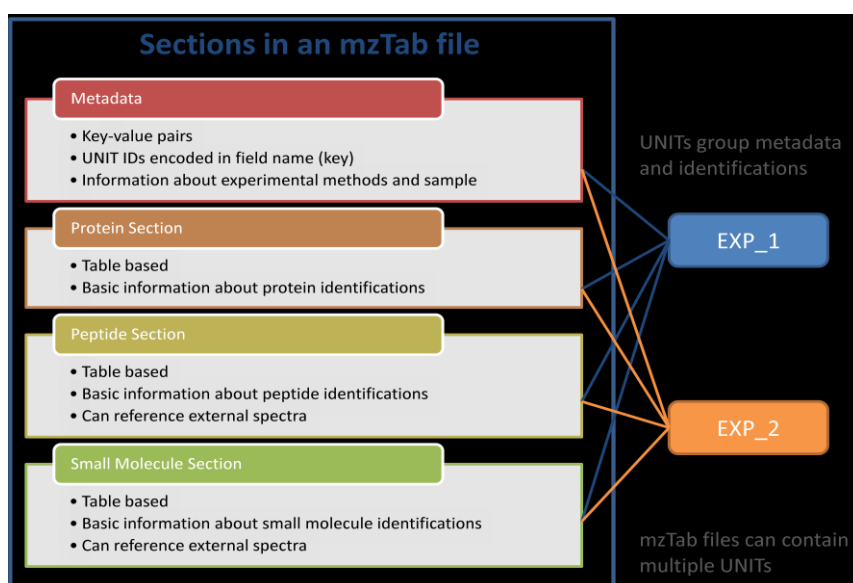 Sections in an mzTab file
Metadata
• Key-value pairs
• UNIT IDs encoded in field name (key)
• Information about experimental methods and sample
Protein Section
• Table based
• Basic information about protein identifications
Peptide Section
• Table based
• Basic information about peptide identifications
• Can reference external spectra
Small Molecule Section
• Table based
• Basic information about small molecule identifications
• Can reference external spectra
UNITs group metadata
and identifications
EXP_1
EXP_2
mzTab files can contain
multiple UNITs